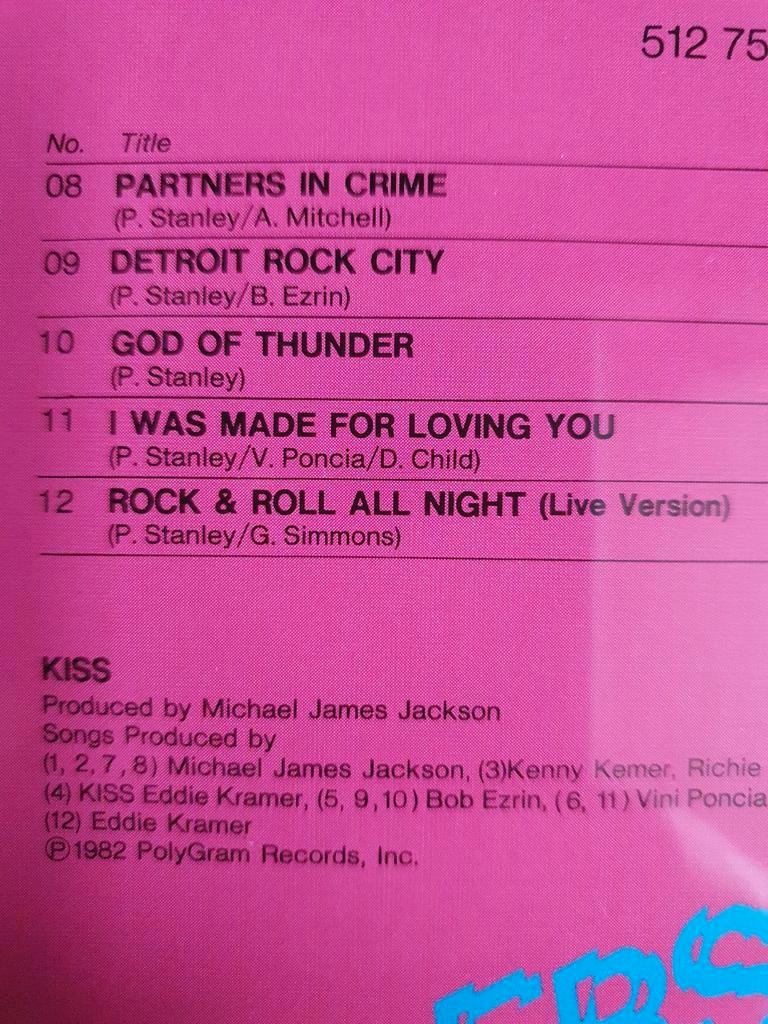 512 75
No. Title
08 PARTNERS IN CRIME
(P. Stanley/A. Mitchell)
09 DETROIT ROCK CITY
(P. Stanley/B. Ezrin)
10 GOD OF THUNDER
(P. Stanley)
11 I WAS MADE FOR LOVING YOU
(P. Stanley/V. Poncia/D. Child)
12 ROCK & ROLL ALL NIGHT (Live Version)
(P. Stanley/G. Simmons)
KISS
Produced by Michael James Jackson
Songs Produced by
(1, 2, 7, 8) Michael James Jackson, (3)Kenny Kemer, Richie
(4) KISS Eddie Kramer, (5, 9, 10) Bob Ezrin, (6, 11) Vini Poncia
(12) Eddie Kramer
Ⓟ1982 PolyGram Records, Inc.
ERS